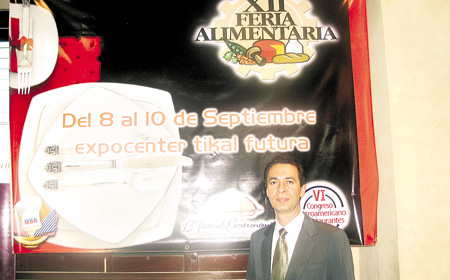 XII
FERIA
ALIMENTARIA
Del 8 al 10 de Septiembre
expocenter tikal futura
USA
VI
Congreso